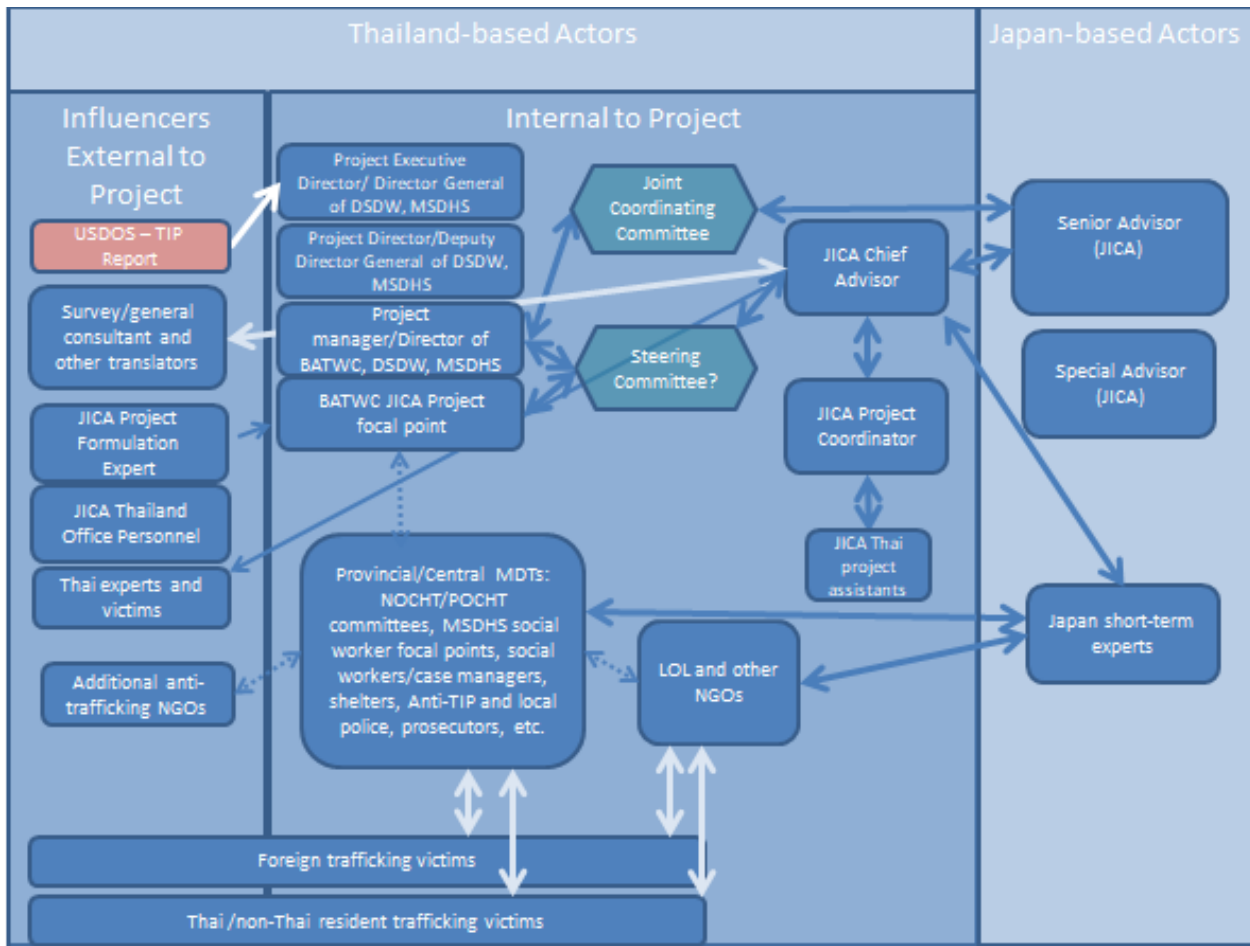 Thailand-based Actors
Japan-based Actors
Influencers
External to
Project
Internal to Project
USDOS – TIP
Report
Survey/general
consultant and
other translators
JICA Project
Formulation
Expert
JICA Thailand
Office Personnel
Thai experts and
victims
Additional anti-
trafficking NGOs
Project Executive
Director/ Director General
of DSDW, MSDHS
Project Director/Deputy
Director General of DSDW,
MSDHS
Project
manager/Director of
BATWC, DSDW, MSDHS
BATWC JICA Project
focal point
Joint
Coordinating
Committee
Steering
Committee?
JICA Chief
Advisor
JICA Project
Coordinator
JICA Thai
project
assistants
Provincial/Central MDTs:
NOCHT/POCHT
committees, MSDHS social
worker focal points, social
workers/case managers,
shelters, Anti-TIP and local
police, prosecutors, etc.
LOL and other
NGOs
Senior Advisor
(JICA)
Special Advisor
(JICA)
Japan short-term
experts
Foreign trafficking victims
Thai /non-Thai resident trafficking victims